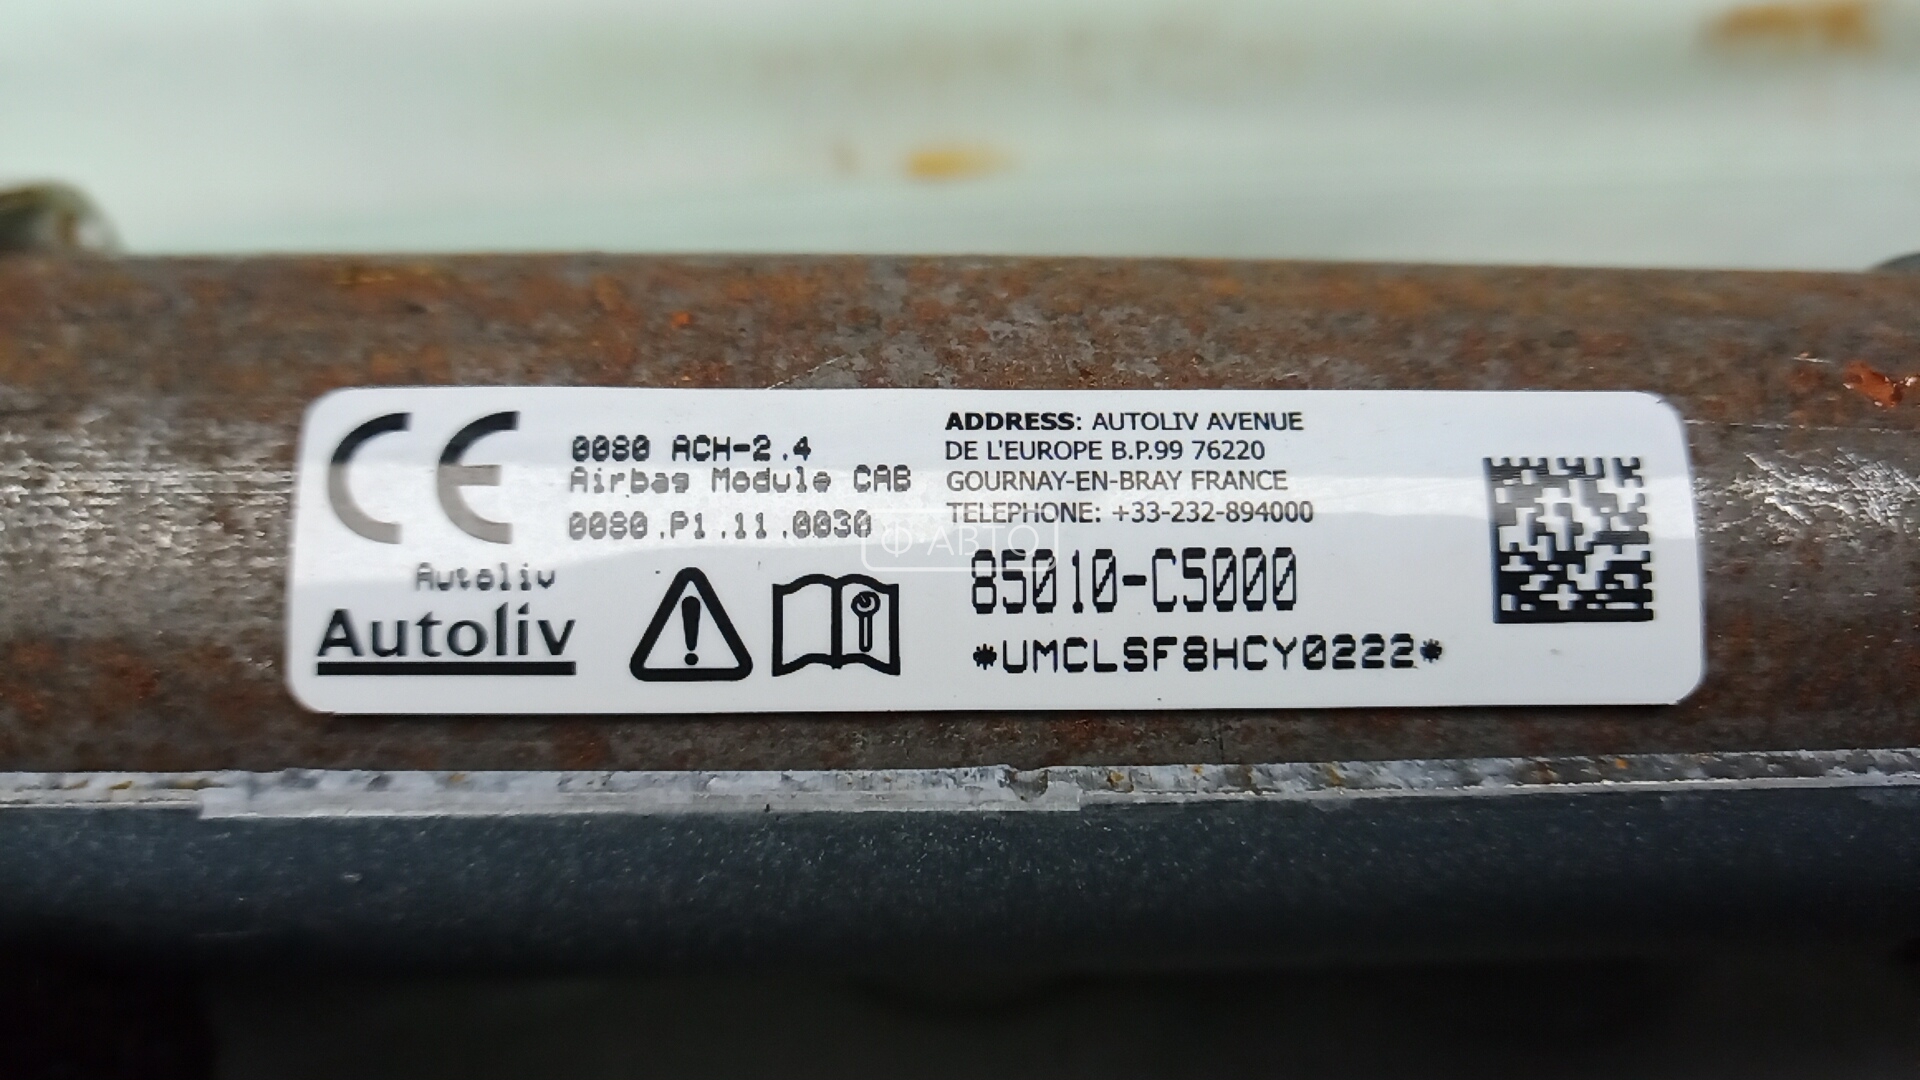 CE
0080 ACH-2.4
Airbag Module CAB
0080.P1.11.0030
Autoliv
Autoliv
ADDRESS: AUTOLIV AVENUE
DE L'EUROPE B.P.99 76220
GOURNAY-EN-BRAY FRANCE
TELEPHONE: +33-232-894000
Ф-АВТО
85010-C5000
*UMCLSF8HCY0222*